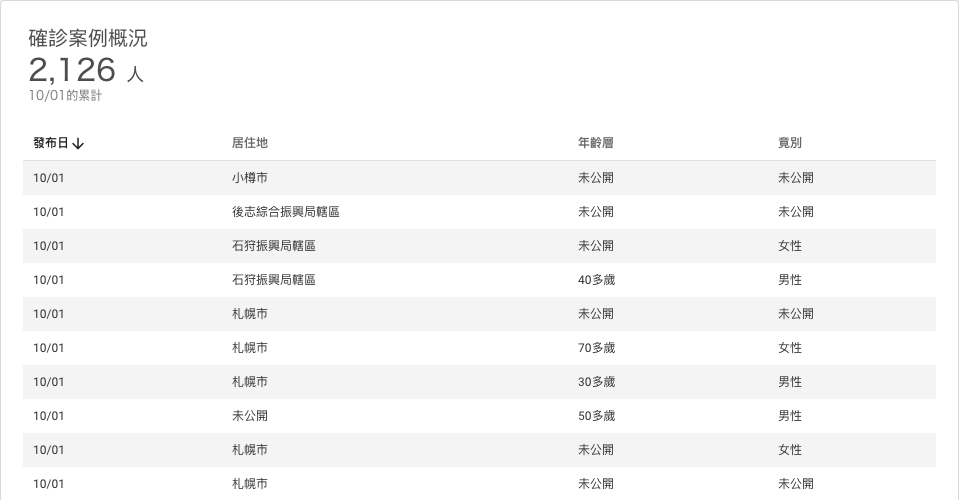 確診案例概況
2,126 人
10/01的累計
發布日↓ 居住地 年齡層 竟別
10/01 小樽市 未公開 未公開
10/01 後志綜合振興局轄區 未公開 未公開
10/01 石狩振興局轄區 未公開 女性
10/01 石狩振興局轄區 40多歲 男性
10/01 札幌市 未公開 未公開
10/01 札幌市 70多歲 女性
10/01 札幌市 30多歲 男性
10/01 未公開 50多歲 男性
10/01 札幌市 未公開 女性
10/01 札幌市 未公開 未公開